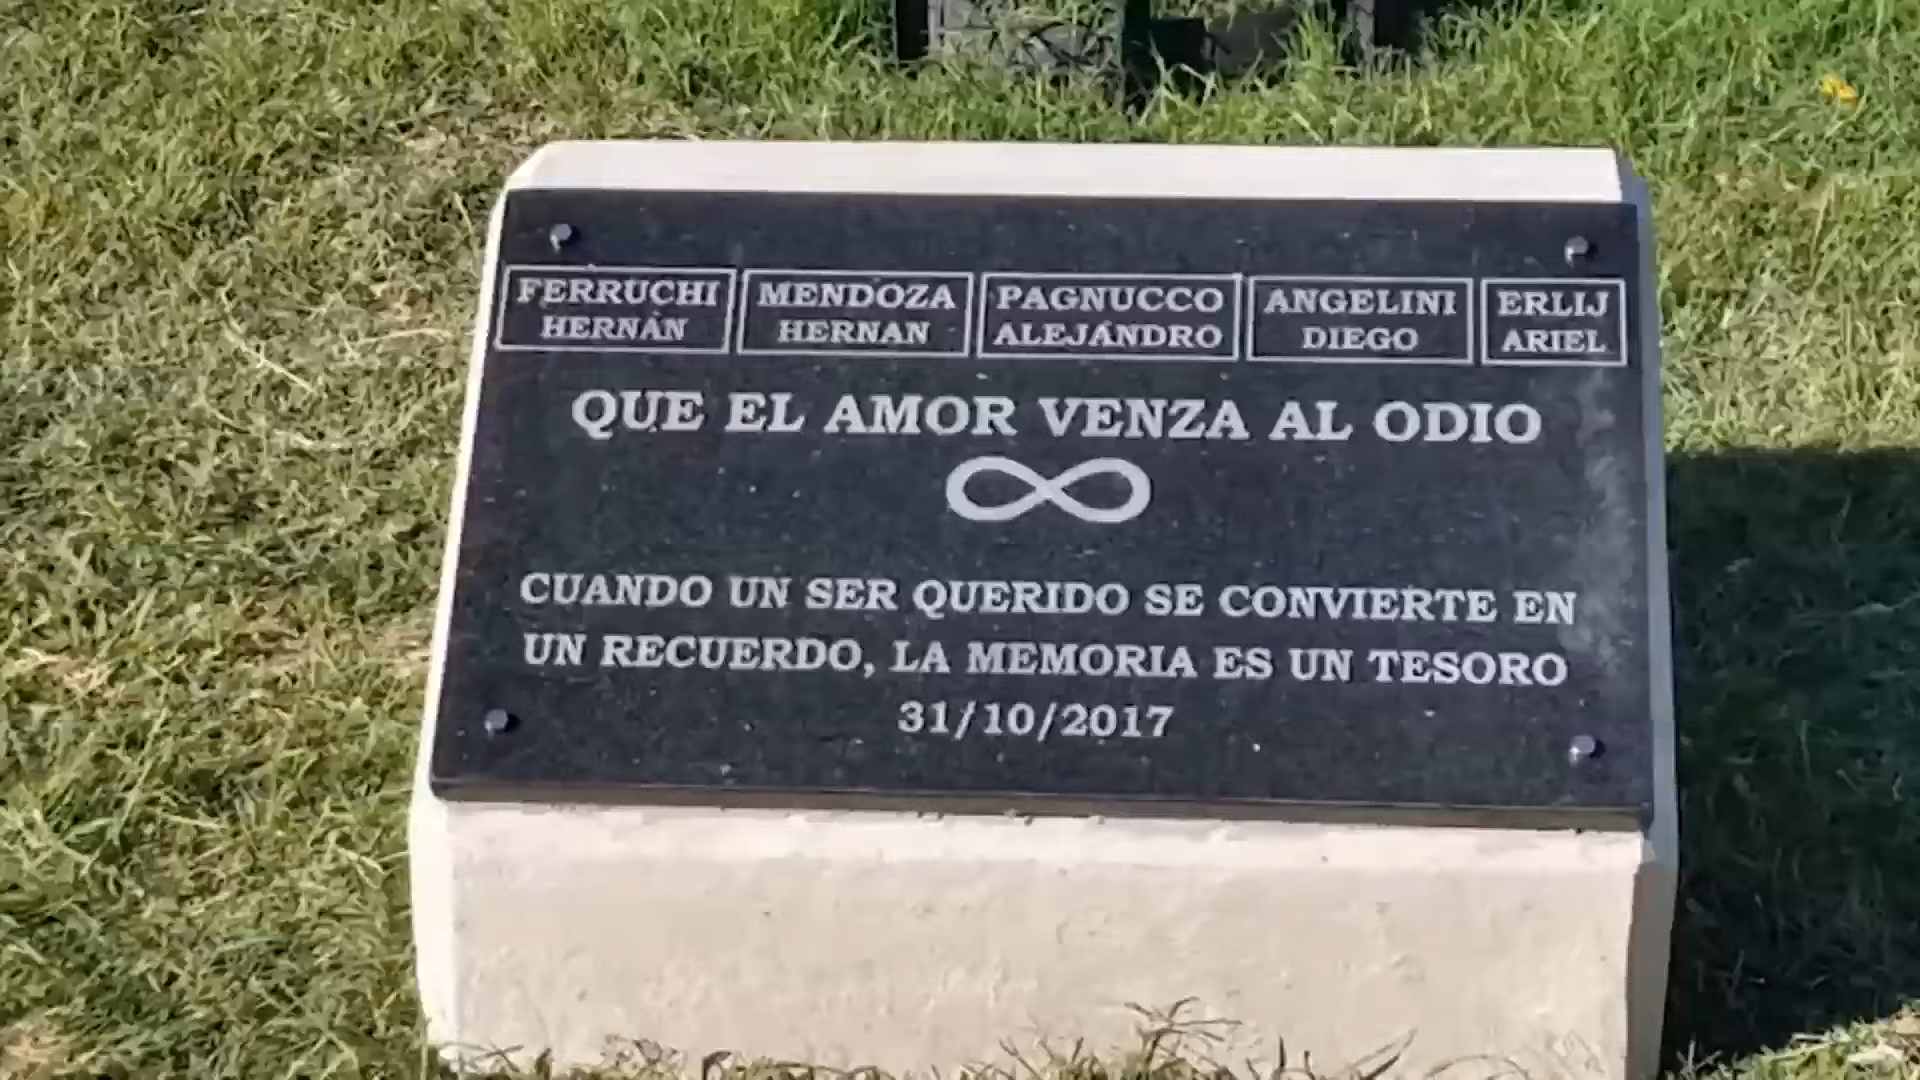 FERRUCHI HERNÁN
MENDOZA HERNAN
PAGNUCCO ALEJANDRO
ANGELINI DIEGO
ERLIJ ARIEL
QUE EL AMOR VENZA AL ODIO
CUANDO UN SER QUERIDO SE CONVIERTE EN
UN RECUERDO, LA MEMORIA ES UN TESORO
31/10/2017